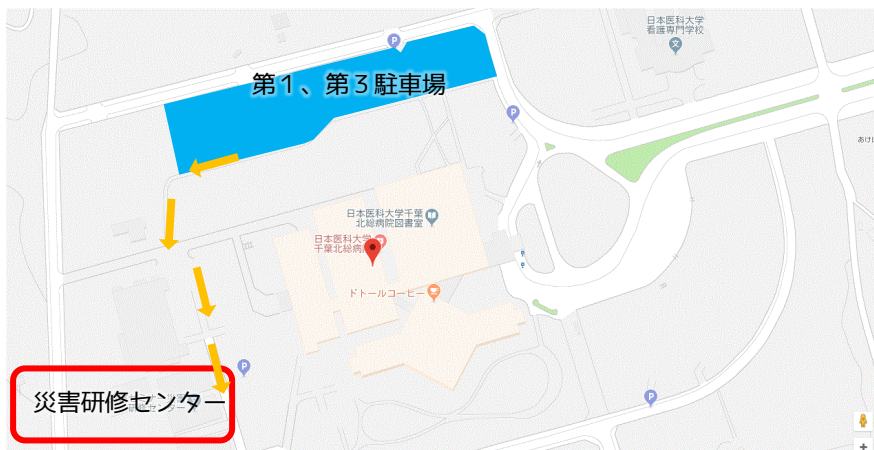 日本医科大学
看護専門学校
P
第１、第３駐車場
P
文
あけ
日本医科大学千葉
北総病院図書室
日本医科大学
千葉北総病
ドトールコーヒー
P
災害研修センター
P